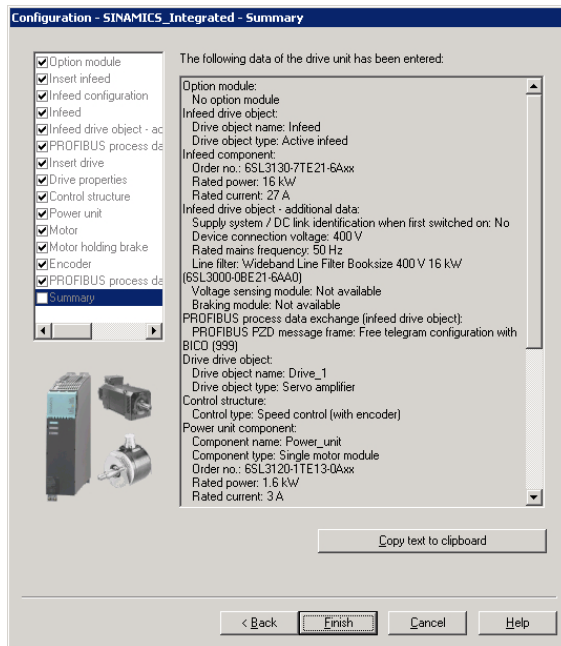 Configuration - SINAMICS_Integrated - Summary
Option module
Insert infeed
Infeed configuration
Infeed
Infeed drive object - ac
PROFIBUS process da
Insert drive
Drive properties
Control structure
Power unit
Motor
Motor holding brake
Encoder
PROFIBUS process da
Summary
The following data of the drive unit has been entered:
Option module:
No option module
Infeed drive object:
Drive object name: Infeed
Drive object type: Active infeed
Infeed component:
Order no.: 6SL3130-7TE21-6Axx
Rated power: 16 kW
Rated current: 27 A
Infeed drive object - additional data:
Supply system / DC link identification when first switched on: No
Device connection voltage: 400 V
Rated mains frequency: 50 Hz
Line filter: Wideband Line Filter Booksize 400 V 16 kW
(6SL3000-0BE21-6AA0)
Voltage sensing module: Not available
Braking module: Not available
PROFIBUS process data exchange (infeed drive object):
PROFIBUS PZD message frame: Free telegram configuration with
BICO (999)
Drive drive object:
Drive object name: Drive_1
Drive object type: Servo amplifier
Control structure:
Control type: Speed control (with encoder)
Power unit component:
Component name: Power_unit
Component type: Single motor module
Order no.: 6SL3120-1TE13-0Axx
Rated power: 1.6 kW
Rated current: 3 A
Copy text to clipboard
< Back
Finish
Cancel
Help